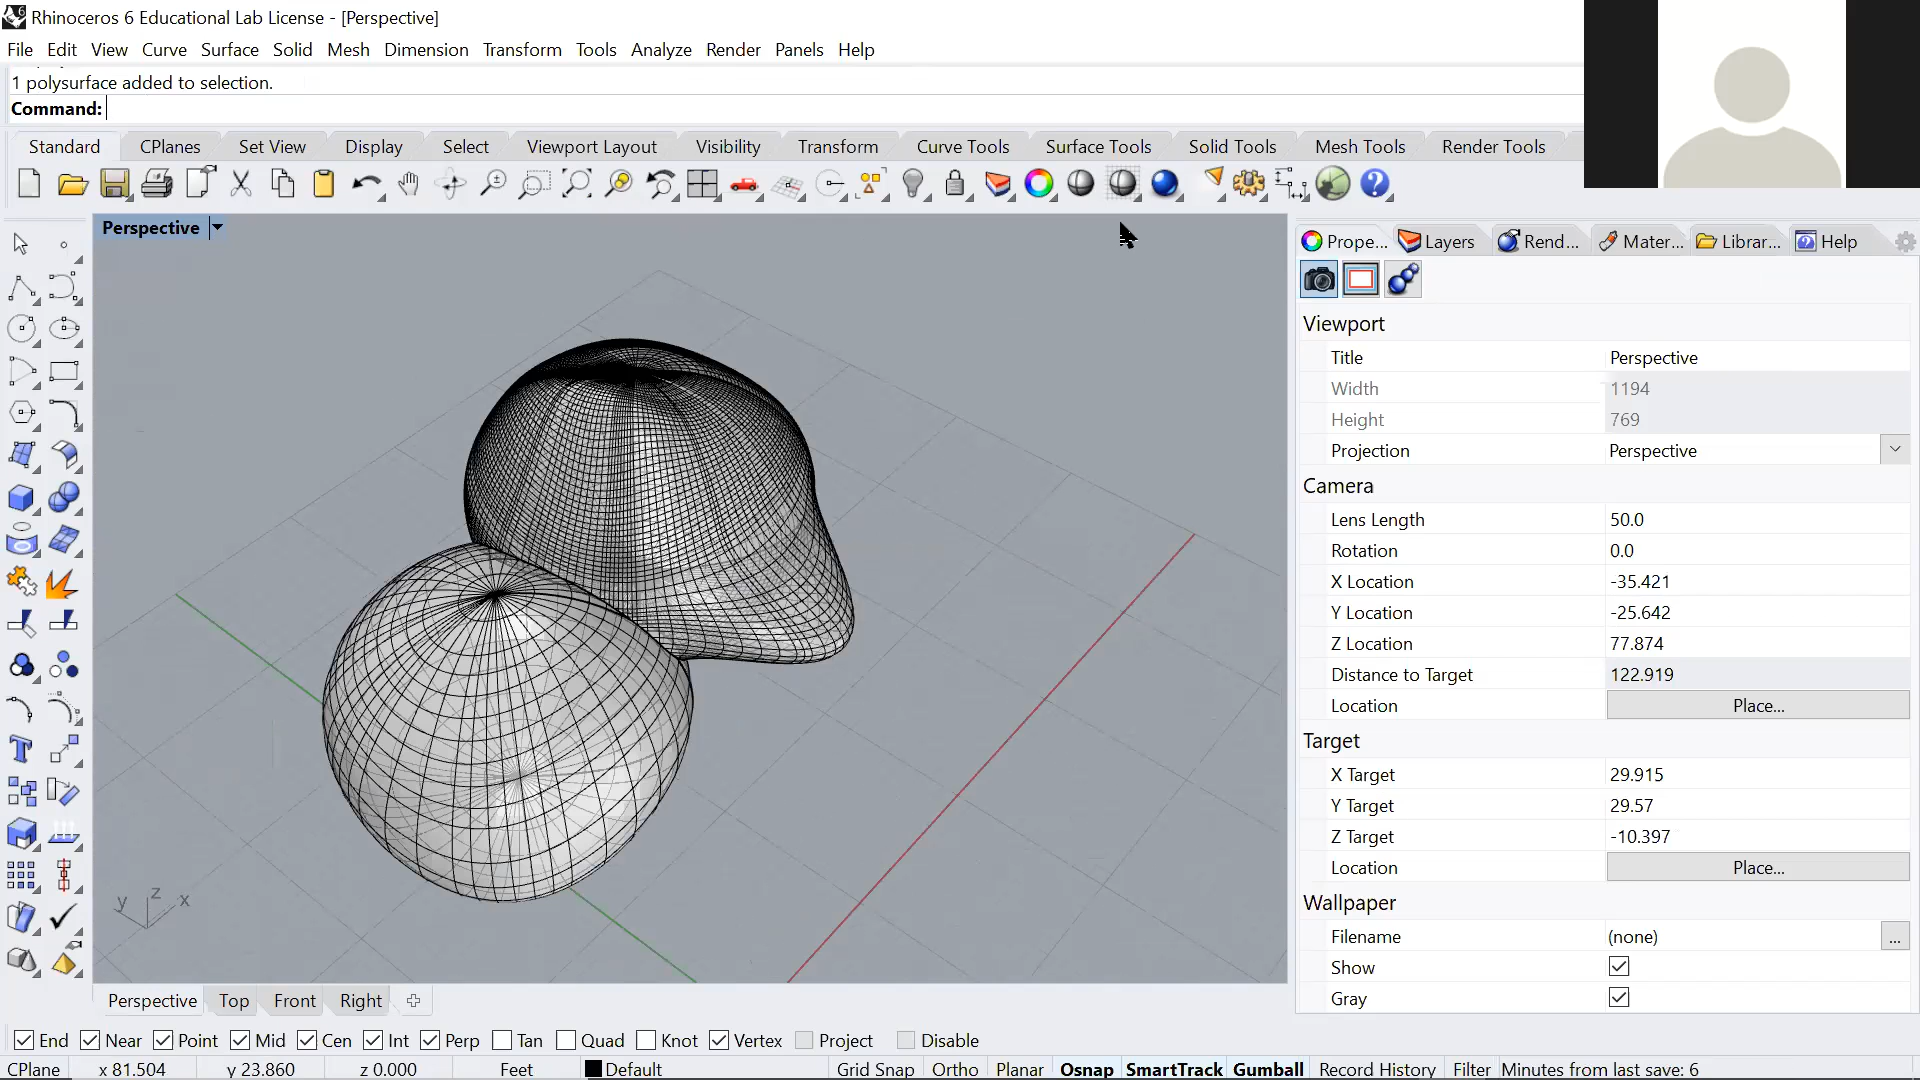 Rhinoceros 6 Educational Lab License - [Perspective]
File Edit View Curve Surface Solid Mesh Dimension Transform Tools Analyze Render Panels Help
1 polysurface added to selection.
Command:
Standard CPlanes Set View Display Select Viewport Layout Visibility Transform Curve Tools Surface Tools Solid Tools Mesh Tools Render Tools
Perspective
Prope... Layers Rend... Mater... Librar... Help
Viewport
Title Perspective
Width 1194
Height 769
Projection Perspective
Camera
Lens Length 50.0
Rotation 0.0
X Location -35.421
Y Location -25.642
Z Location 77.874
Distance to Target 122.919
Location Place...
Target
X Target 29.915
Y Target 29.57
Z Target -10.397
Location Place...
Wallpaper
Filename (none) ...
Show
Gray
y z x
Perspective Top Front Right
End Near Point Mid Cen Int Perp Tan Quad Knot Vertex Project Disable
CPlane x 81.504 y 23.860 z 0.000 Feet Default Grid Snap Ortho Planar Osnap SmartTrack Gumball Record History Filter Minutes from last save: 6